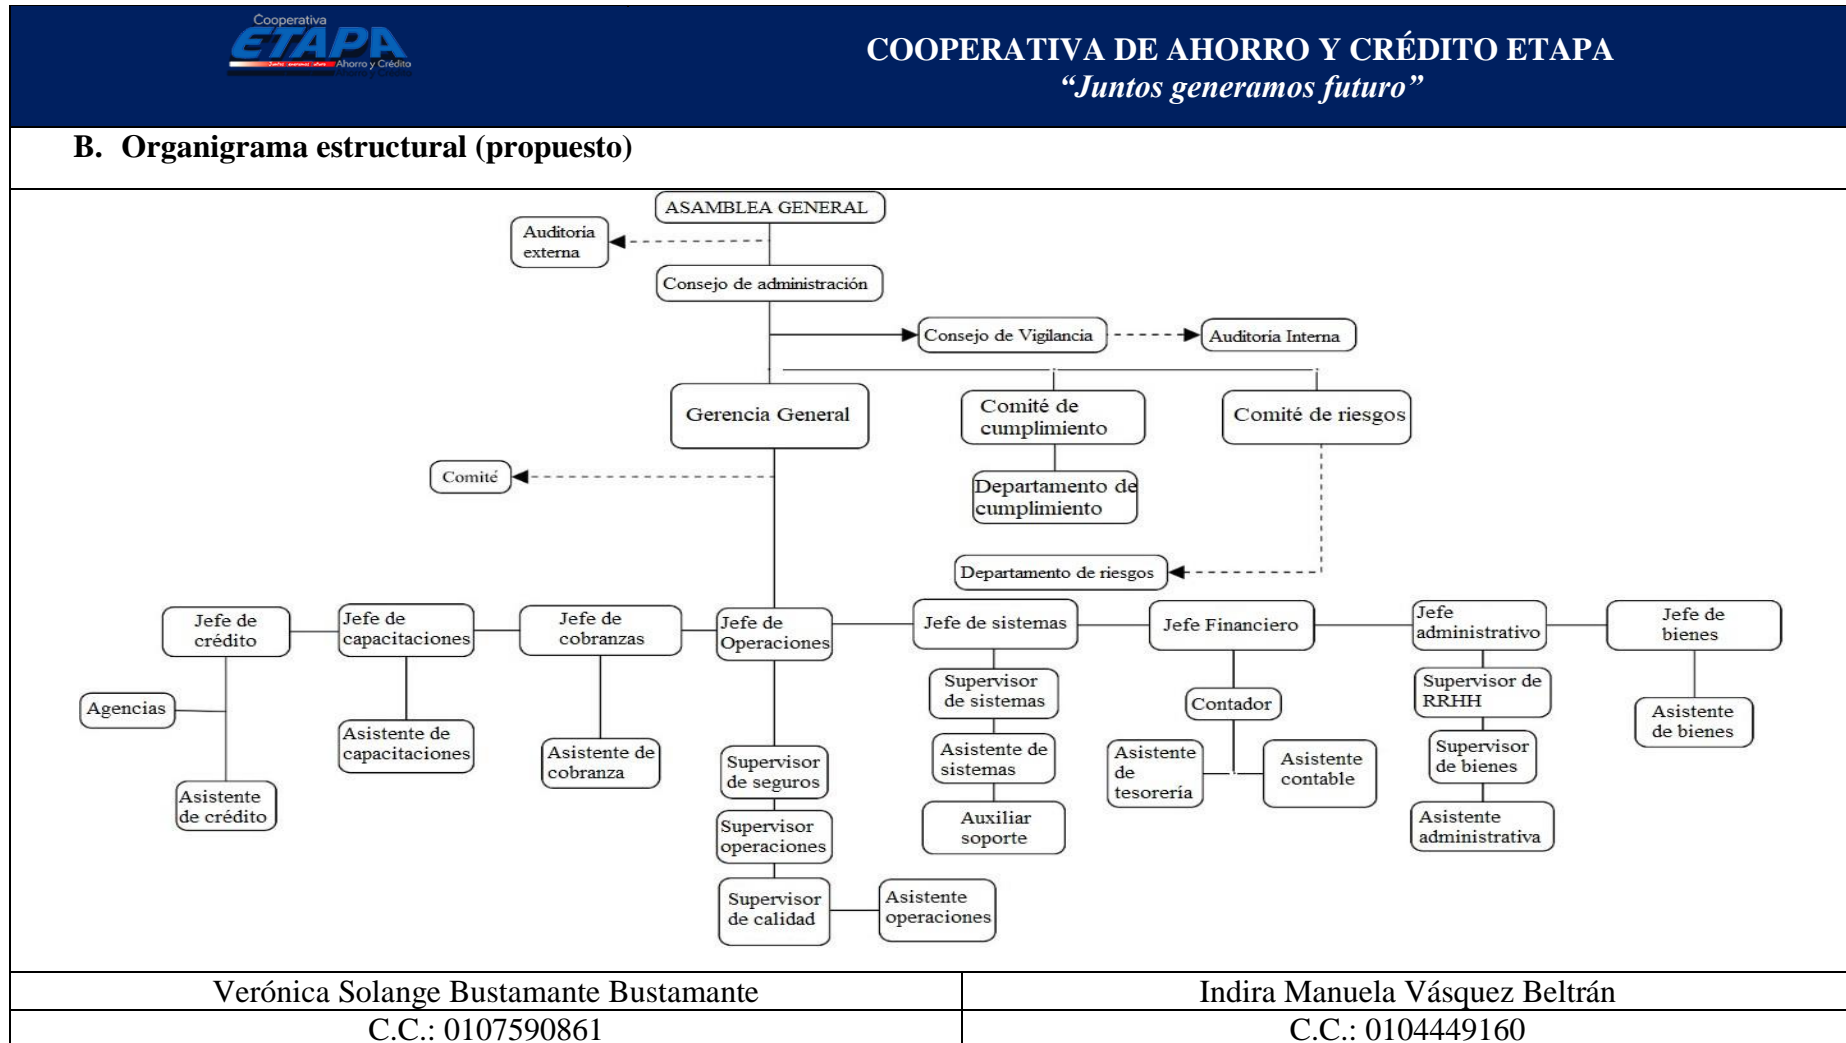 Cooperativa
ETAPA
Ahorro y Crédito
COOPERATIVA DE AHORRO Y CRÉDITO ETAPA
“Juntos generamos futuro”
B. Organigrama estructural (propuesto)
ASAMBLEA GENERAL
Auditoria
externa
Consejo de administración
Consejo de Vigilancia
Auditoria Interna
Gerencia General
Comité de
cumplimiento
Comité de riesgos
Comité
Departamento de
cumplimiento
Departamento de riesgos
Jefe de
crédito
Jefe de
capacitaciones
Jefe de
cobranzas
Jefe de
Operaciones
Jefe de sistemas
Jefe Financiero
Jefe
administrativo
Jefe de
bienes
Agencias
Asistente
de crédito
Asistente de
capacitaciones
Asistente de
cobranza
Supervisor
de seguros
Supervisor
operaciones
Supervisor
de calidad
Asistente
operaciones
Supervisor
de sistemas
Asistente de
sistemas
Auxiliar
soporte
Contador
Asistente
de
tesorería
Asistente
contable
Supervisor de
RRHH
Supervisor
de bienes
Asistente
administrativa
Asistente
de bienes
Verónica Solange Bustamante Bustamante
Indira Manuela Vásquez Beltrán
C.C.: 0107590861
C.C.: 0104449160